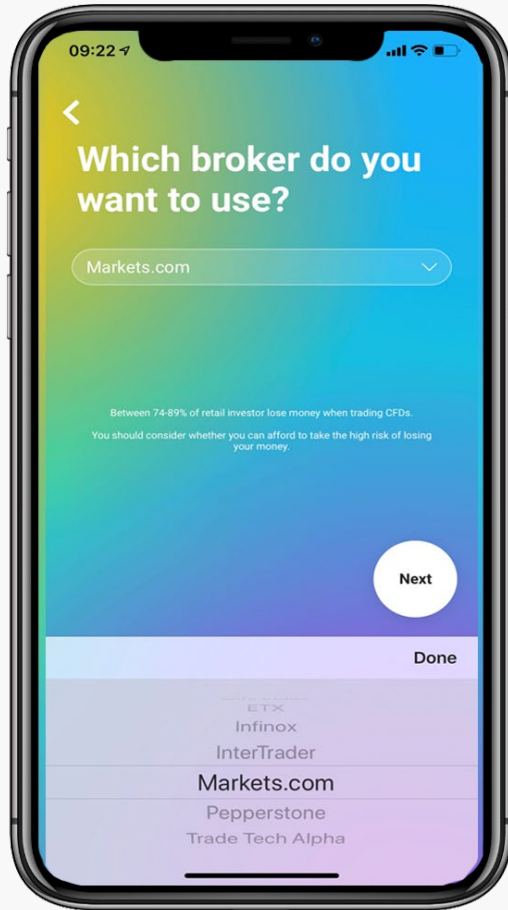 09:22
Which broker do you
want to use?
Markets.com
Between 74-89% of retail investor lose money when trading CFDs.
You should consider whether you can afford to take the high risk of losing
your money.
Next
Done
ETX
Infinox
InterTrader
Markets.com
Pepperstone
Trade Tech Alpha